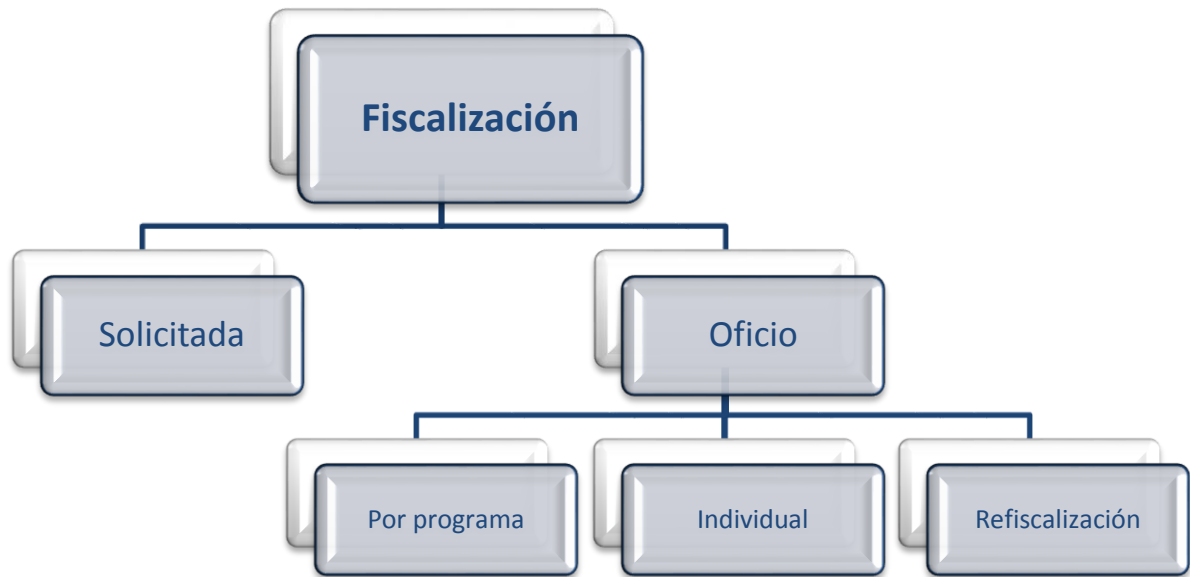 Fiscalización
Solicitada
Oficio
Por programa
Individual
Refiscalización